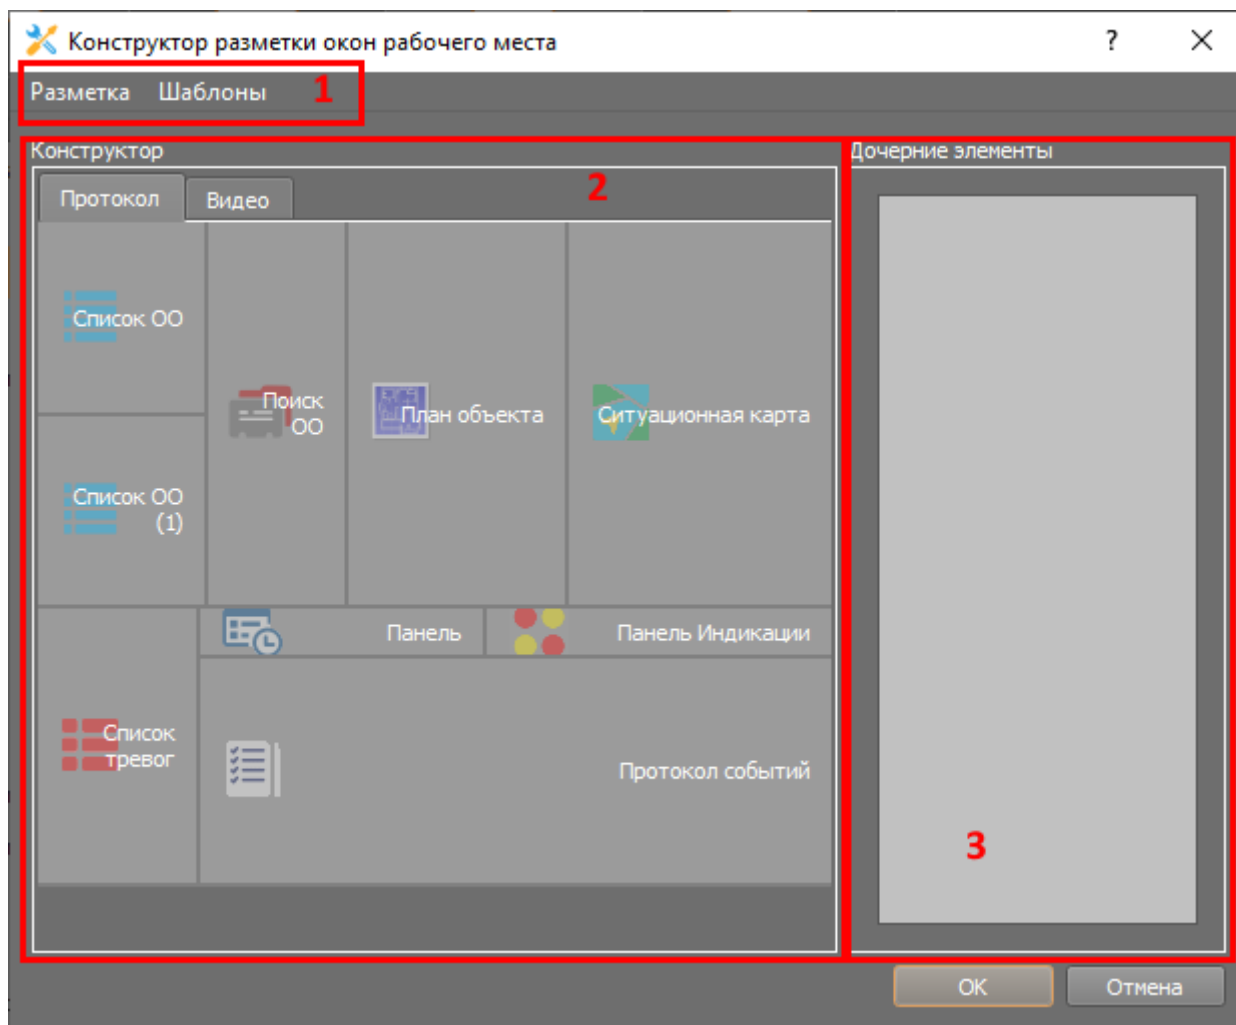 Конструктор разметки окон рабочего места
?
Разметка Шаблоны 1
Конструктор
Дочерние элементы
Протокол Видео 2
Список ОО
Поиск
ОО
План объекта
Ситуационная карта
Список ОО
(1)
Панель
Панель Индикации
Список
тревог
Протокол событий
3
OK Отмена